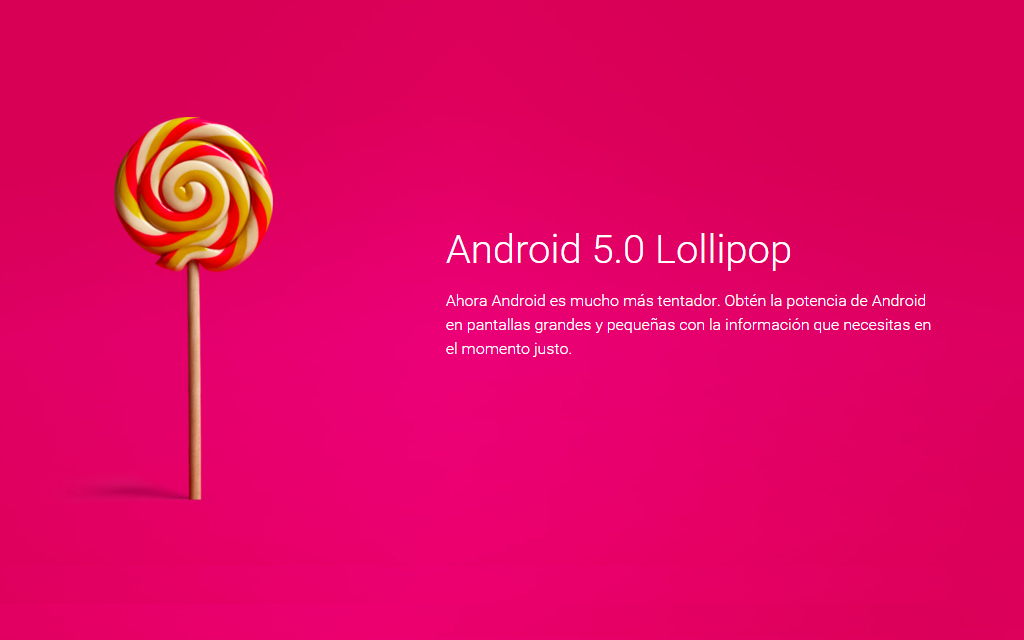 Android 5.0 Lollipop
Ahora Android es mucho más tentador. Obtén la potencia de Android
en pantallas grandes y pequeñas con la información que necesitas en
el momento justo.